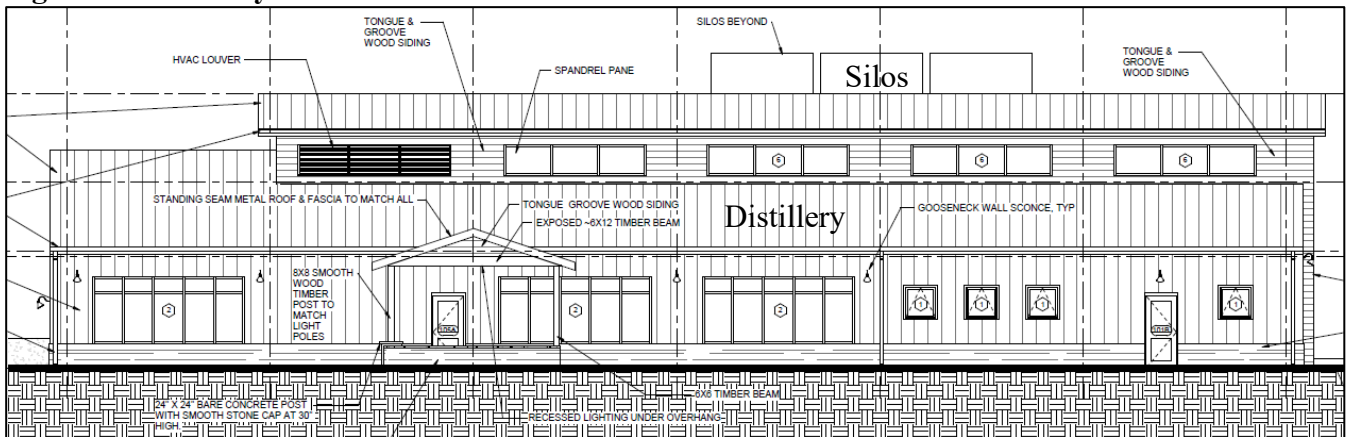 TONGUE &
GROOVE
WOOD SIDING
SILOS BEYOND
HVAC LOUVER
SPANDREL PANE
TONGUE &
GROOVE
WOOD SIDING
Silos
6
6
6
STANDING SEAM METAL ROOF & FASCIA TO MATCH ALL
TONGUE GROOVE WOOD SIDING
EXPOSED ~6X12 TIMBER BEAM
Distillery
GOOSENECK WALL SCONCE, TYP
8X8 SMOOTH
WOOD
TIMBER
POST TO
MATCH
LIGHT
POLES
2
2
2
1
1
1
1
105A
101B
24" X 24" BARE CONCRETE POST
WITH SMOOTH STONE CAP AT 30"
HIGH.
6X6 TIMBER BEAM
RECESSED LIGHTING UNDER OVERHANG